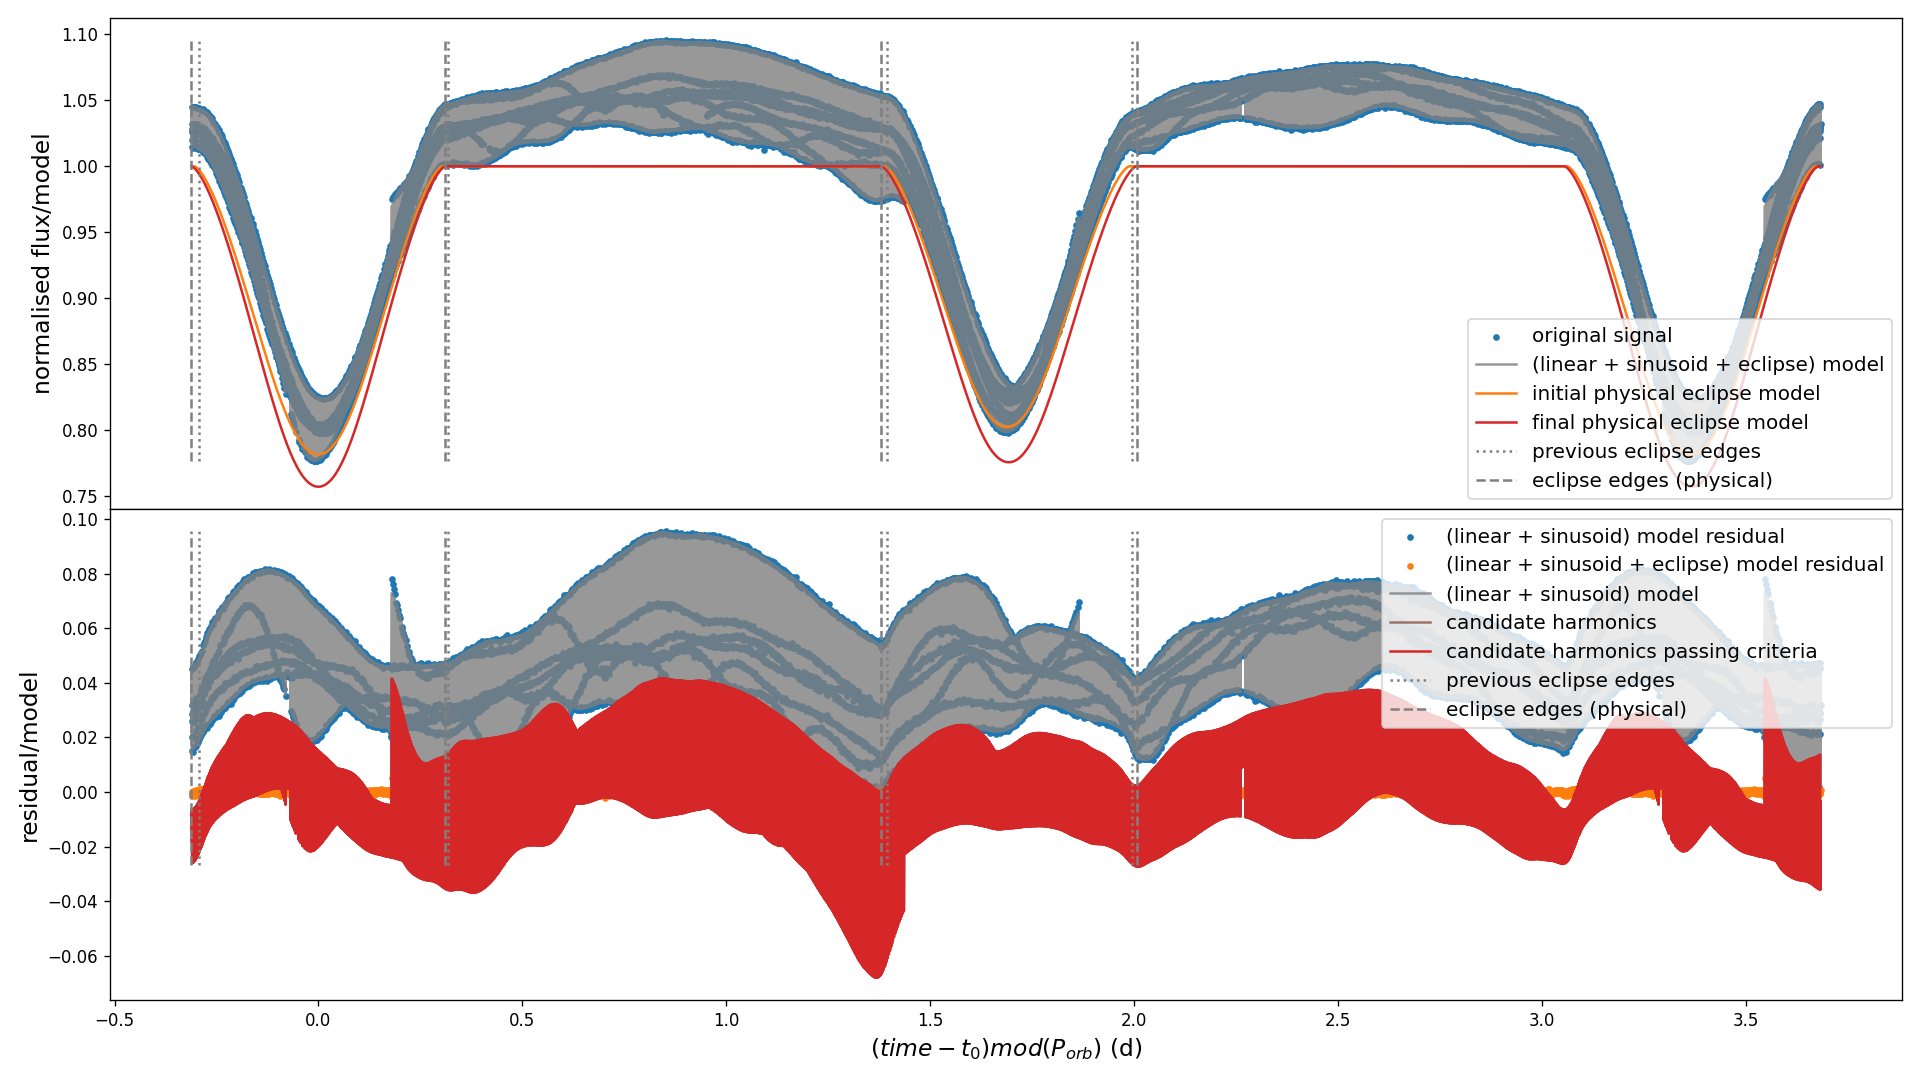 1.10
1.05
1.00
0.95
0.90
0.85
0.80
0.75
normalised flux/model
original signal
(linear + sinusoid + eclipse) model
initial physical eclipse model
final physical eclipse model
previous eclipse edges
eclipse edges (physical)
0.10
0.08
0.06
0.04
0.02
0.00
−0.02
−0.04
−0.06
residual/model
(linear + sinusoid) model residual
(linear + sinusoid + eclipse) model residual
(linear + sinusoid) model
candidate harmonics
candidate harmonics passing criteria
previous eclipse edges
eclipse edges (physical)
−0.5 0.0 0.5 1.0 1.5 2.0 2.5 3.0 3.5
(time − t₀)mod(P_orb) (d)